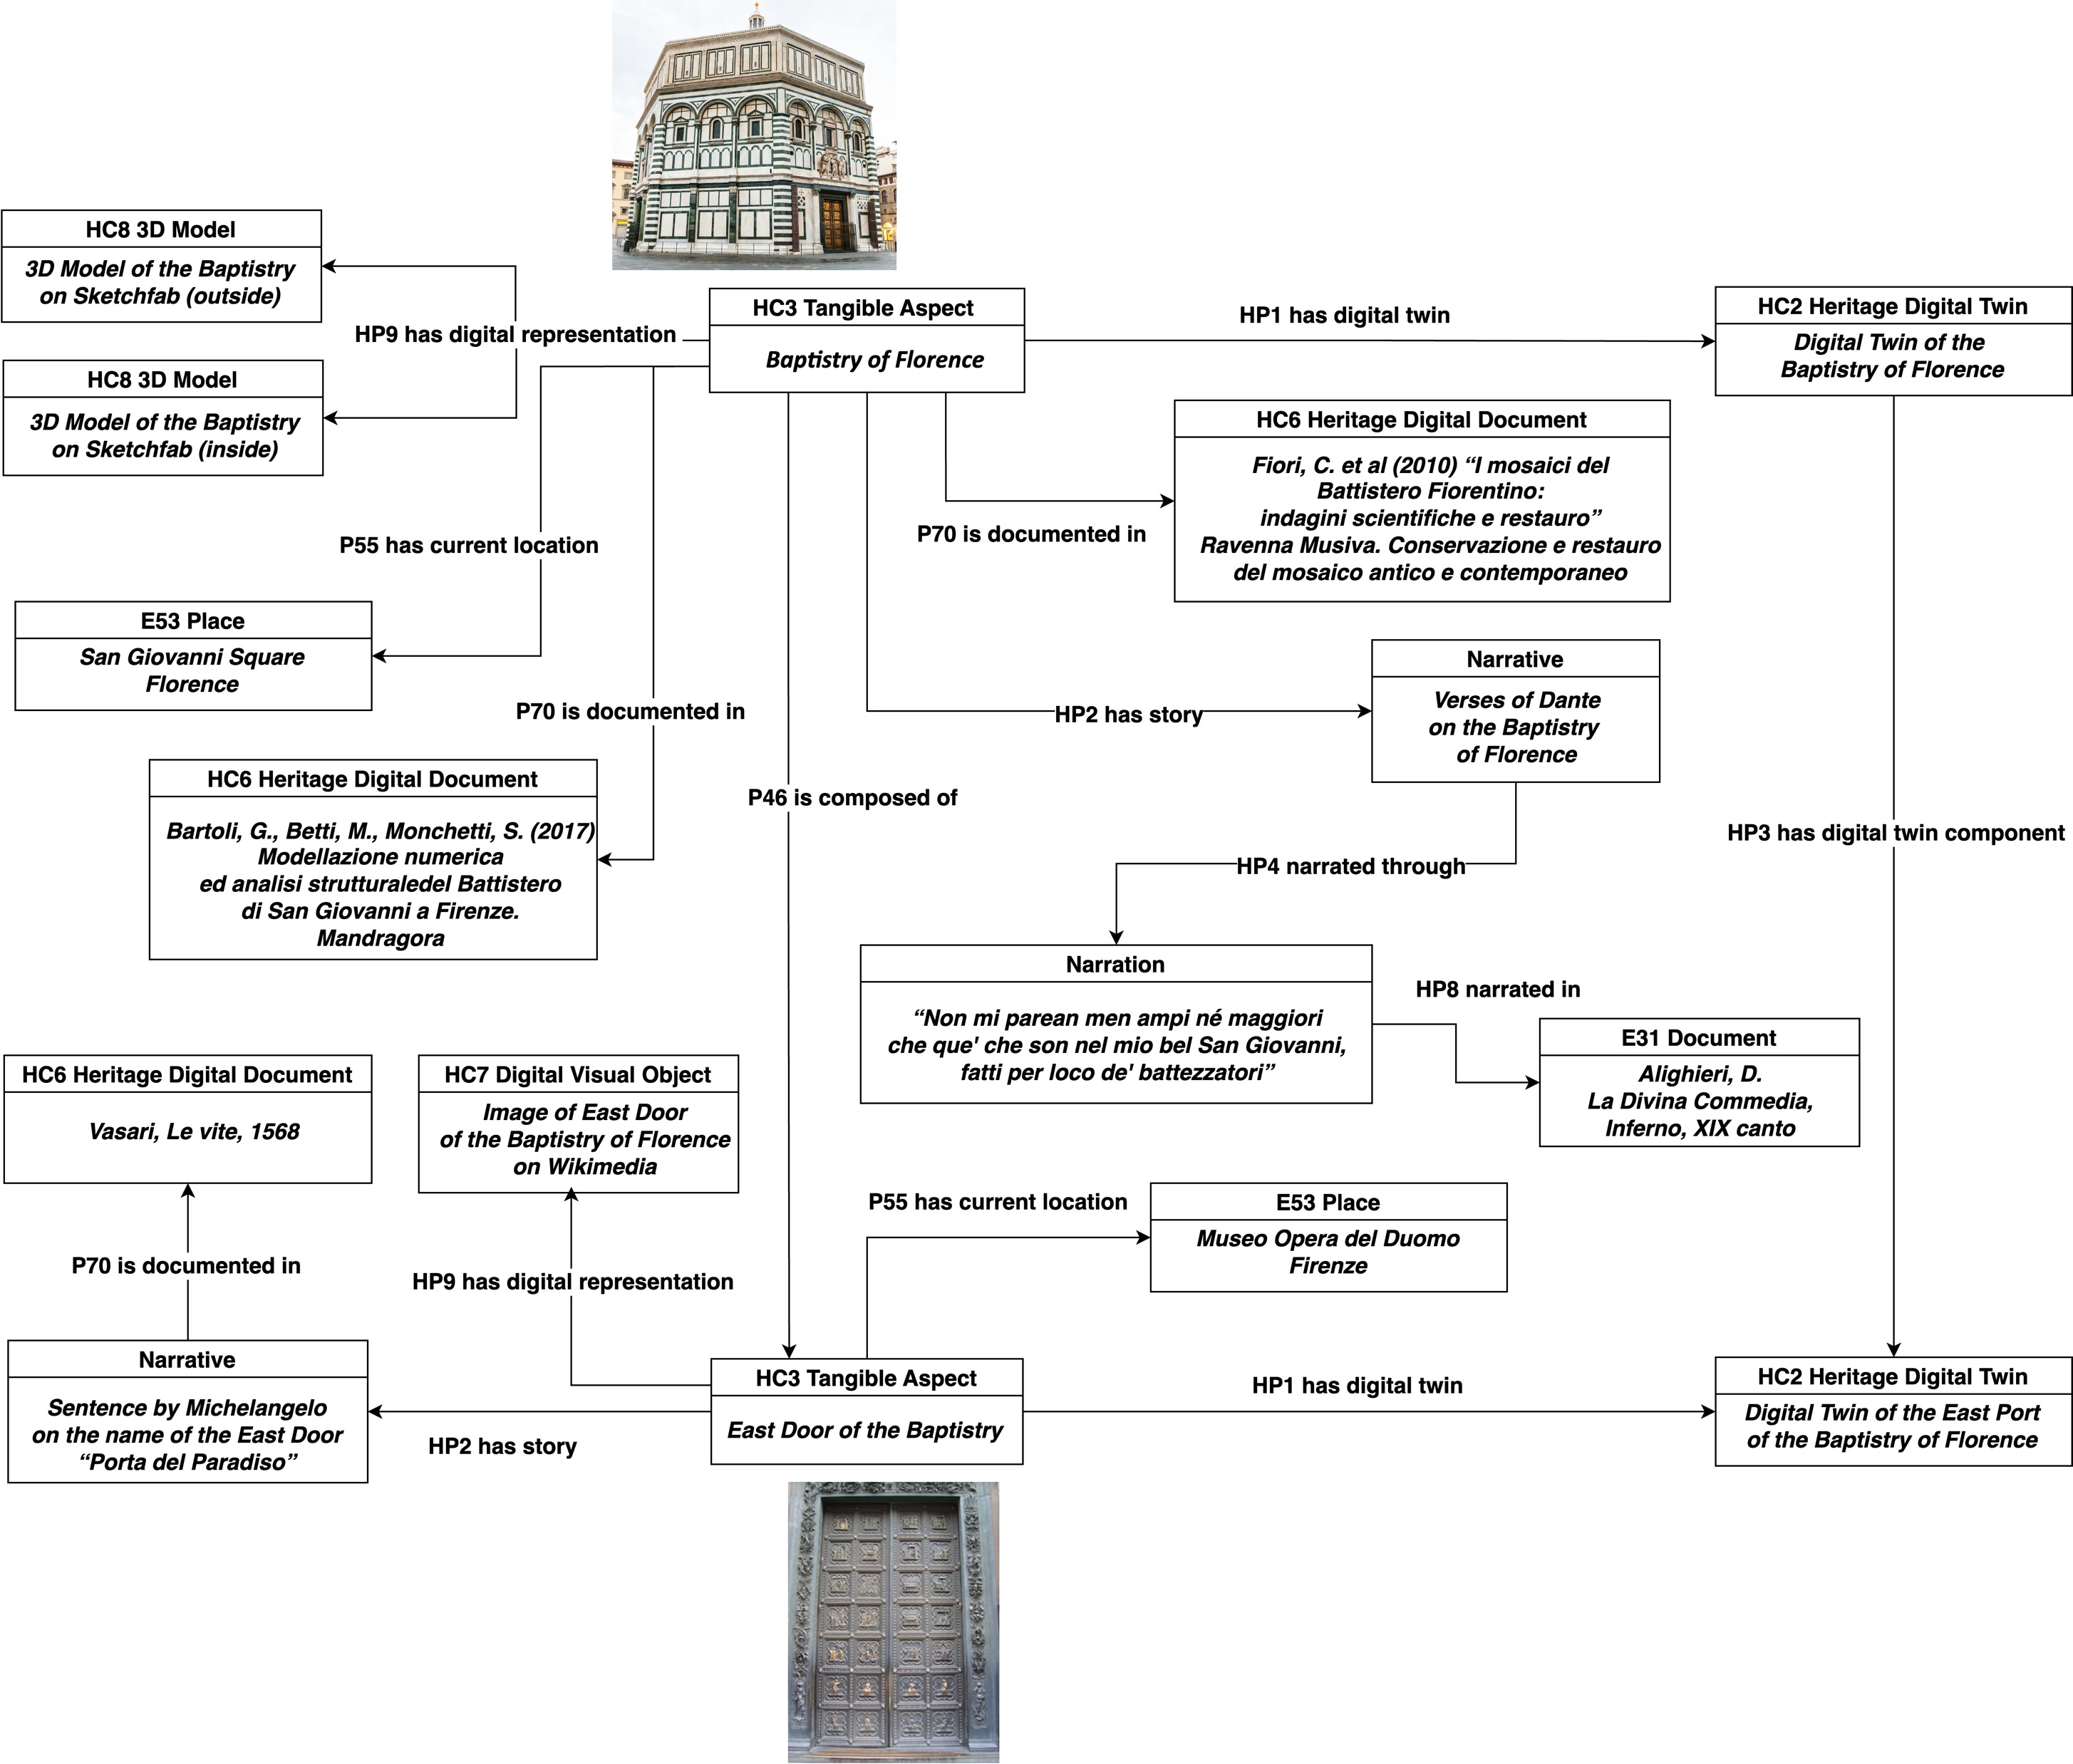 HC8 3D Model
3D Model of the Baptistry
on Sketchfab (outside)
HP9 has digital representation
HC8 3D Model
3D Model of the Baptistry
on Sketchfab (inside)
HC3 Tangible Aspect
Baptistry of Florence
HP1 has digital twin
HC2 Heritage Digital Twin
Digital Twin of the
Baptistry of Florence
HC6 Heritage Digital Document
Fiori, C. et al (2010) “I mosaici del
Battistero Fiorentino:
indagini scientifiche e restauro”
Ravenna Musiva. Conservazione e restauro
del mosaico antico e contemporaneo
P70 is documented in
P55 has current location
E53 Place
San Giovanni Square
Florence
P70 is documented in
Narrative
Verses of Dante
on the Baptistry
of Florence
HP2 has story
HC6 Heritage Digital Document
Bartoli, G., Betti, M., Monchetti, S. (2017)
Modellazione numerica
ed analisi strutturaledel Battistero
di San Giovanni a Firenze.
Mandragora
P46 is composed of
HP3 has digital twin component
HP4 narrated through
Narration
“Non mi parean men ampi né maggiori
che que' che son nel mio bel San Giovanni,
fatti per loco de' battezzatori”
HP8 narrated in
E31 Document
Alighieri, D.
La Divina Commedia,
Inferno, XIX canto
HC6 Heritage Digital Document
Vasari, Le vite, 1568
HC7 Digital Visual Object
Image of East Door
of the Baptistry of Florence
on Wikimedia
P55 has current location
E53 Place
Museo Opera del Duomo
Firenze
P70 is documented in
HP9 has digital representation
Narrative
Sentence by Michelangelo
on the name of the East Door
“Porta del Paradiso”
HP2 has story
HC3 Tangible Aspect
East Door of the Baptistry
HP1 has digital twin
HC2 Heritage Digital Twin
Digital Twin of the East Port
of the Baptistry of Florence